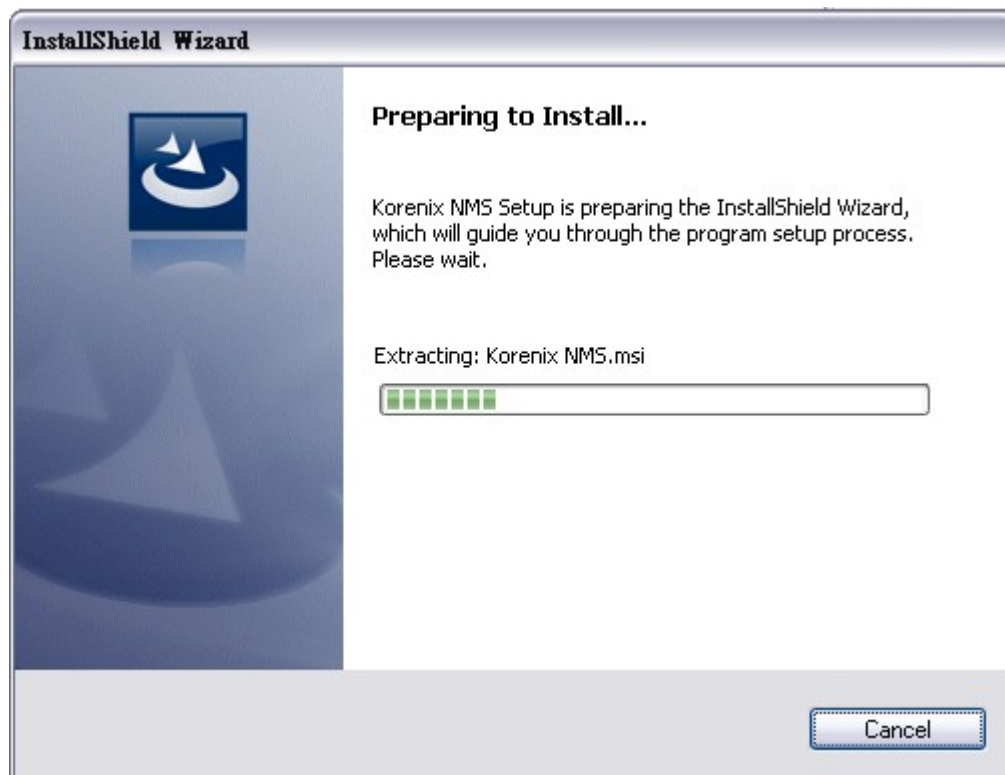 InstallShield Wizard
Preparing to Install...
Korenix NMS Setup is preparing the InstallShield Wizard,
which will guide you through the program setup process.
Please wait.
Extracting: Korenix NMS.msi
Cancel